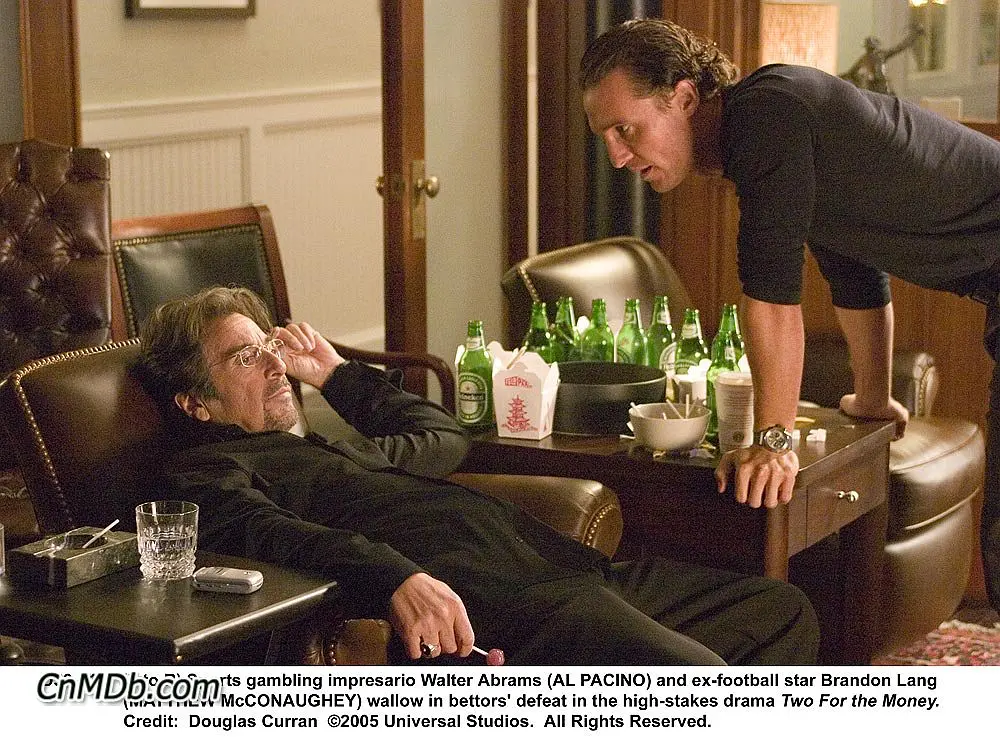 Heineken
CnMDb.com
rts gambling impresario Walter Abrams (AL PACINO) and ex-football star Brandon Lang
(MATTHEW McCONAUGHEY) wallow in bettors' defeat in the high-stakes drama Two For the Money.
Credit: Douglas Curran ©2005 Universal Studios. All Rights Reserved.